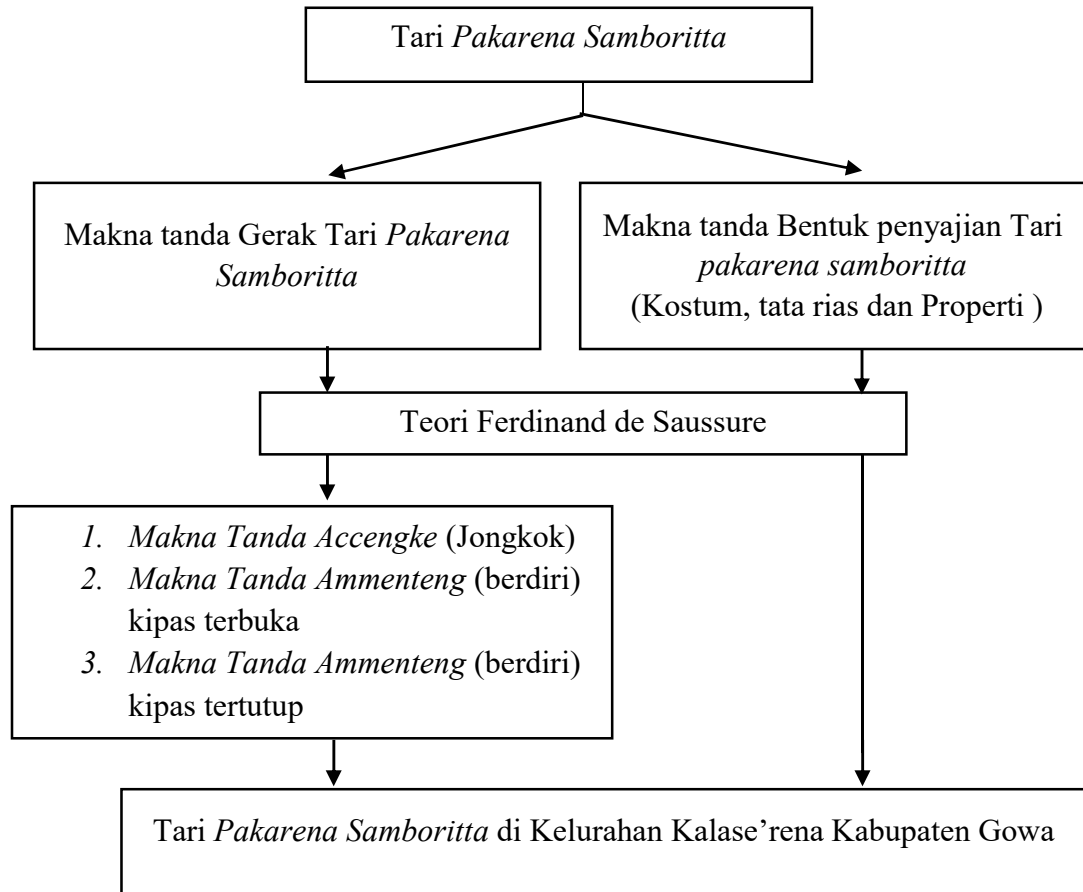 Tari Pakarena Samboritta
Makna tanda Gerak Tari Pakarena
Samboritta
Makna tanda Bentuk penyajian Tari
pakarena samboritta
(Kostum, tata rias dan Properti )
Teori Ferdinand de Saussure
1. Makna Tanda Accengke (Jongkok)
2. Makna Tanda Ammenteng (berdiri)
kipas terbuka
3. Makna Tanda Ammenteng (berdiri)
kipas tertutup
Tari Pakarena Samboritta di Kelurahan Kalase’rena Kabupaten Gowa